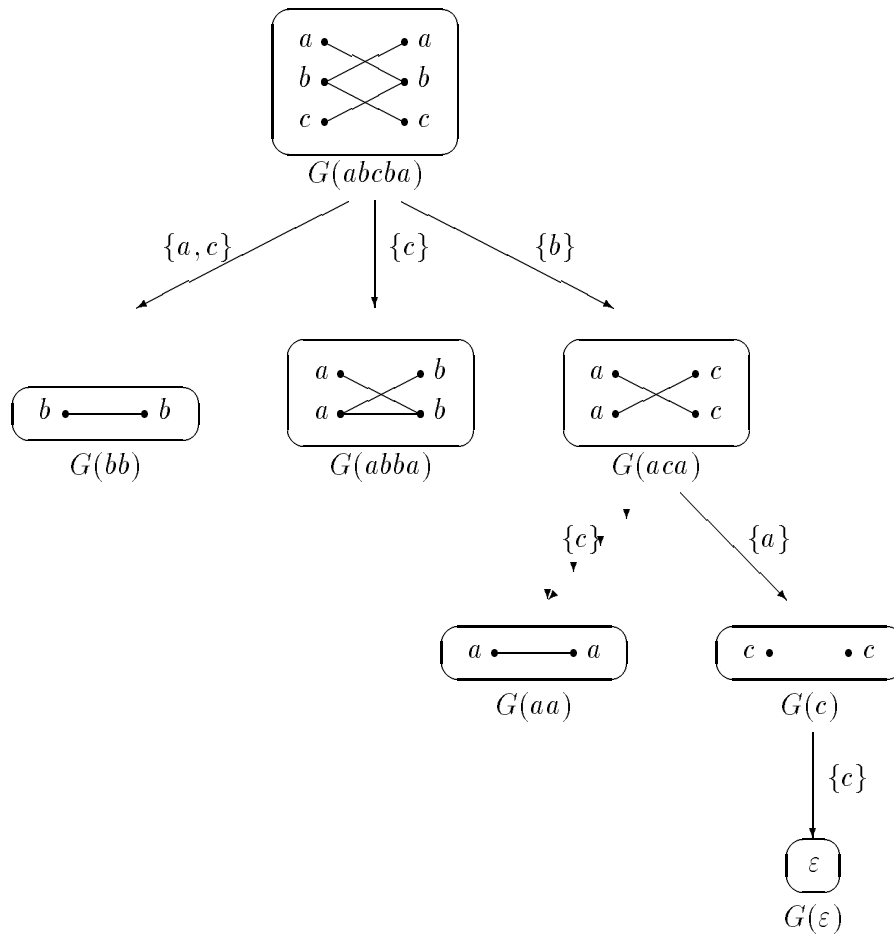 a a
b b
c c
G(abcba)
{a, c} {c} {b}
a b a c
b b a b a c
G(bb) G(abba) G(aca)
{c} {a}
a a c c
G(aa) G(c)
{c}
ε
G(ε)